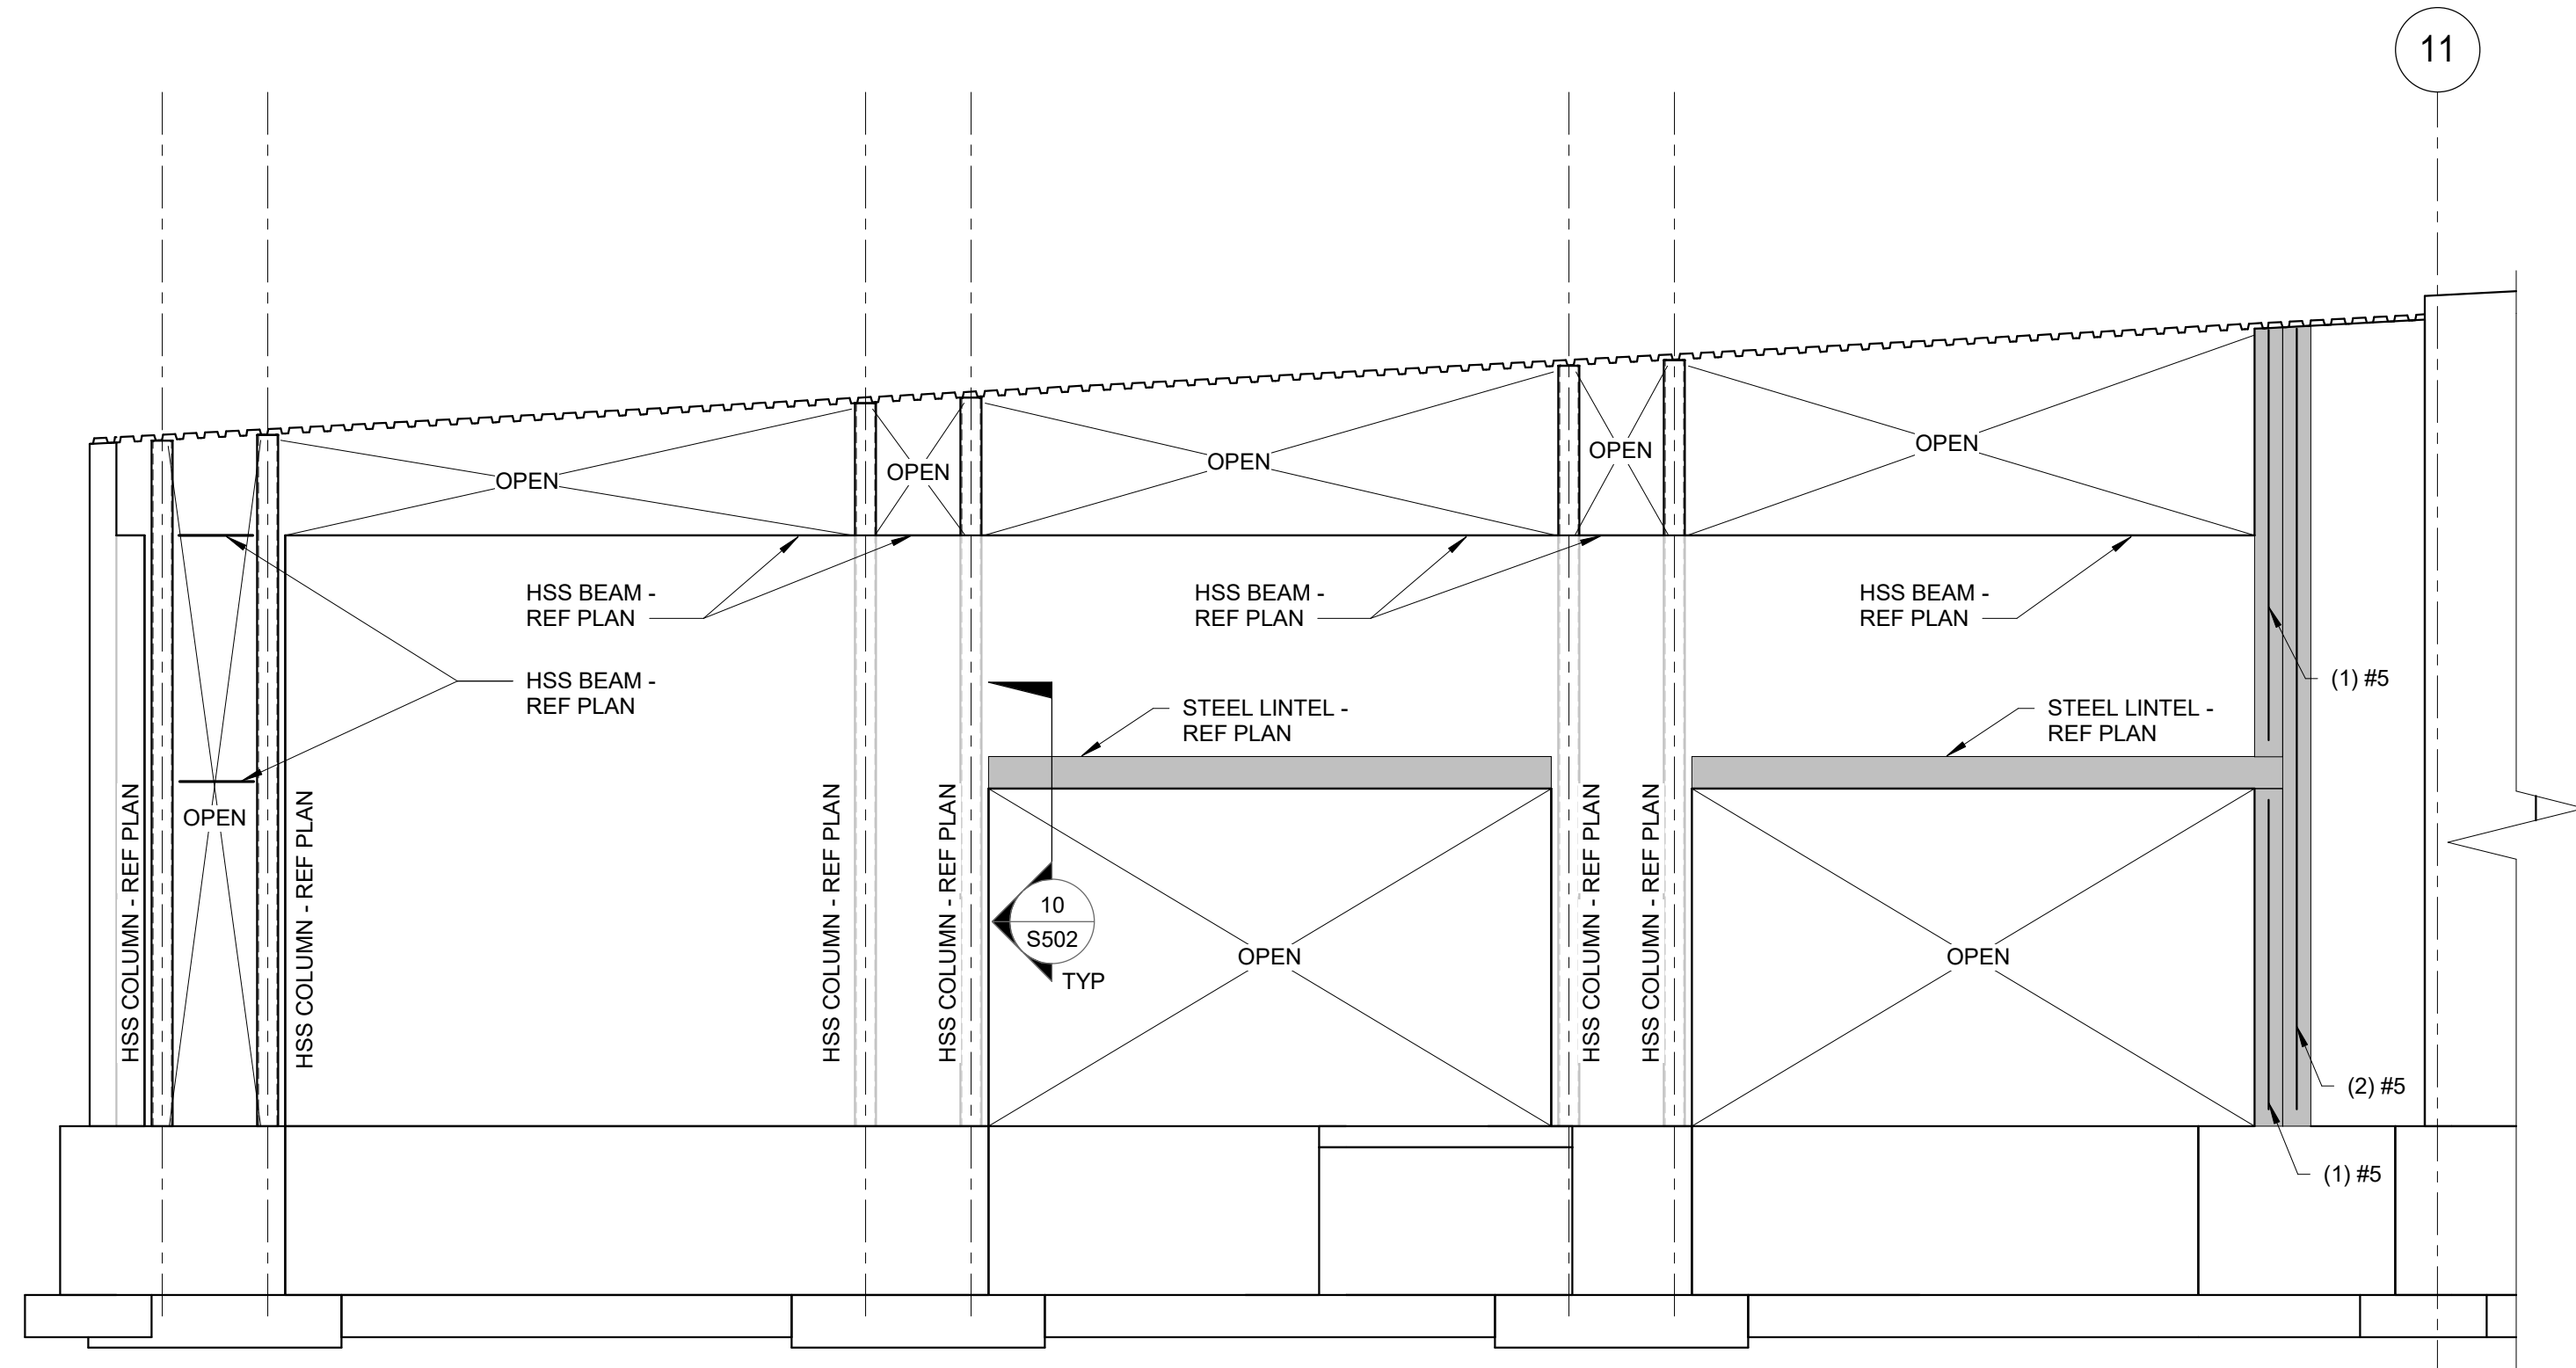 11
OPEN
OPEN
OPEN
OPEN
OPEN
HSS BEAM -
REF PLAN
HSS BEAM -
REF PLAN
HSS BEAM -
REF PLAN
HSS BEAM -
REF PLAN
(1) #5
STEEL LINTEL -
REF PLAN
STEEL LINTEL -
REF PLAN
OPEN
HSS COLUMN - REF PLAN
HSS COLUMN - REF PLAN
HSS COLUMN - REF PLAN
HSS COLUMN - REF PLAN
HSS COLUMN - REF PLAN
HSS COLUMN - REF PLAN
10
S502
TYP
OPEN
OPEN
(2) #5
(1) #5